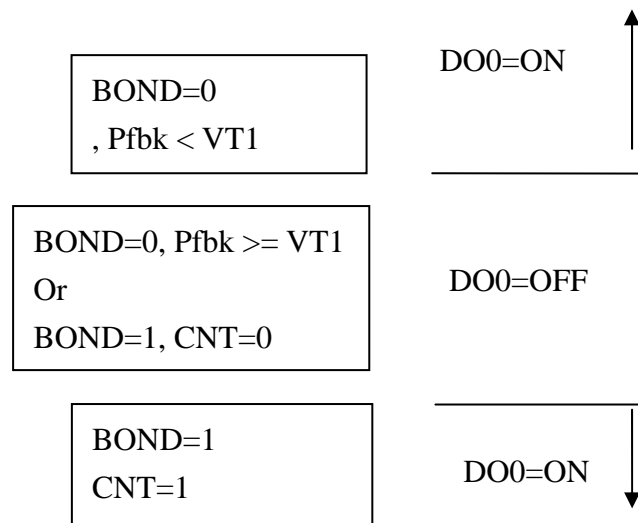 DO0=ON
BOND=0
, Pfbk < VT1
BOND=0, Pfbk >= VT1
Or
BOND=1, CNT=0
DO0=OFF
BOND=1
CNT=1
DO0=ON